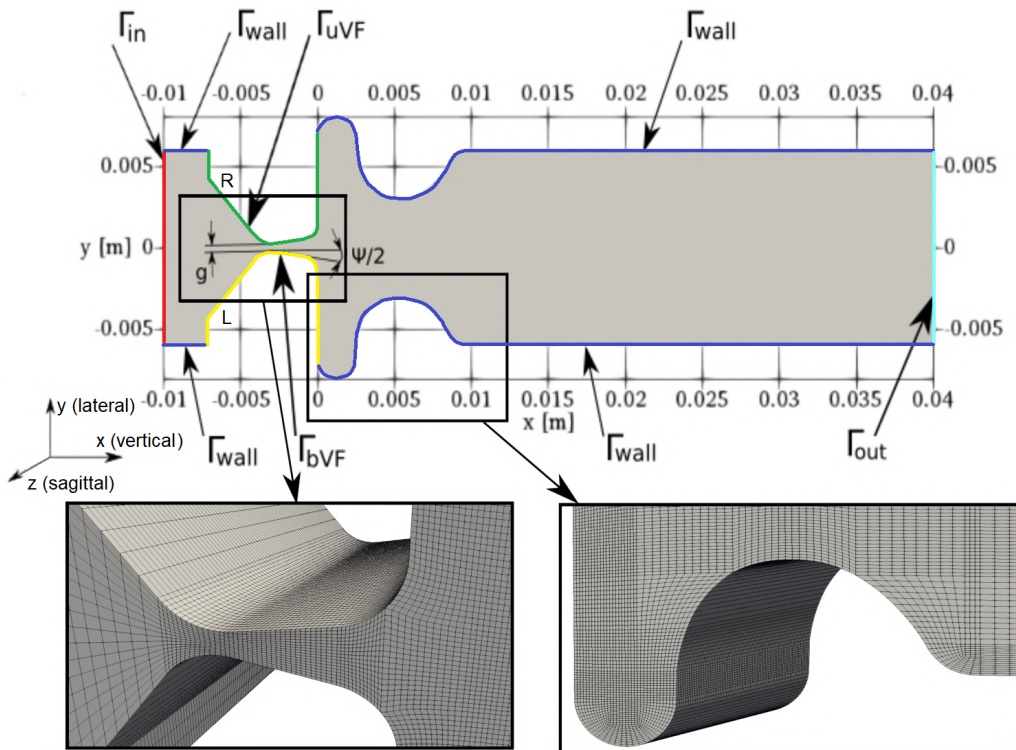 Γin Γwall ΓuVF Γwall
-0.01 -0.005 0 0.005 0.01 0.015 0.02 0.025 0.03 0.035 0.04
0.005 0.005
R
y [m] 0 0
g Ψ/2
-0.005 -0.005
L
-0.01 -0.005 0 0.005 0.01 0.015 0.02 0.025 0.03 0.035 0.04
x [m]
y (lateral)
x (vertical)
z (sagittal)
Γwall ΓbVF Γwall Γout